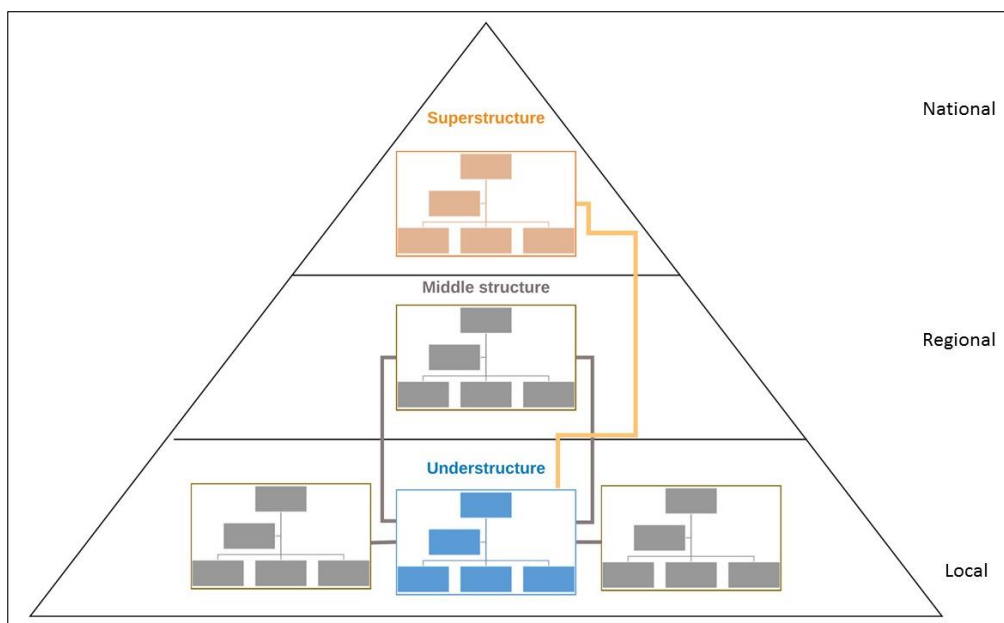 National
Superstructure
Middle structure
Regional
Understructure
Local